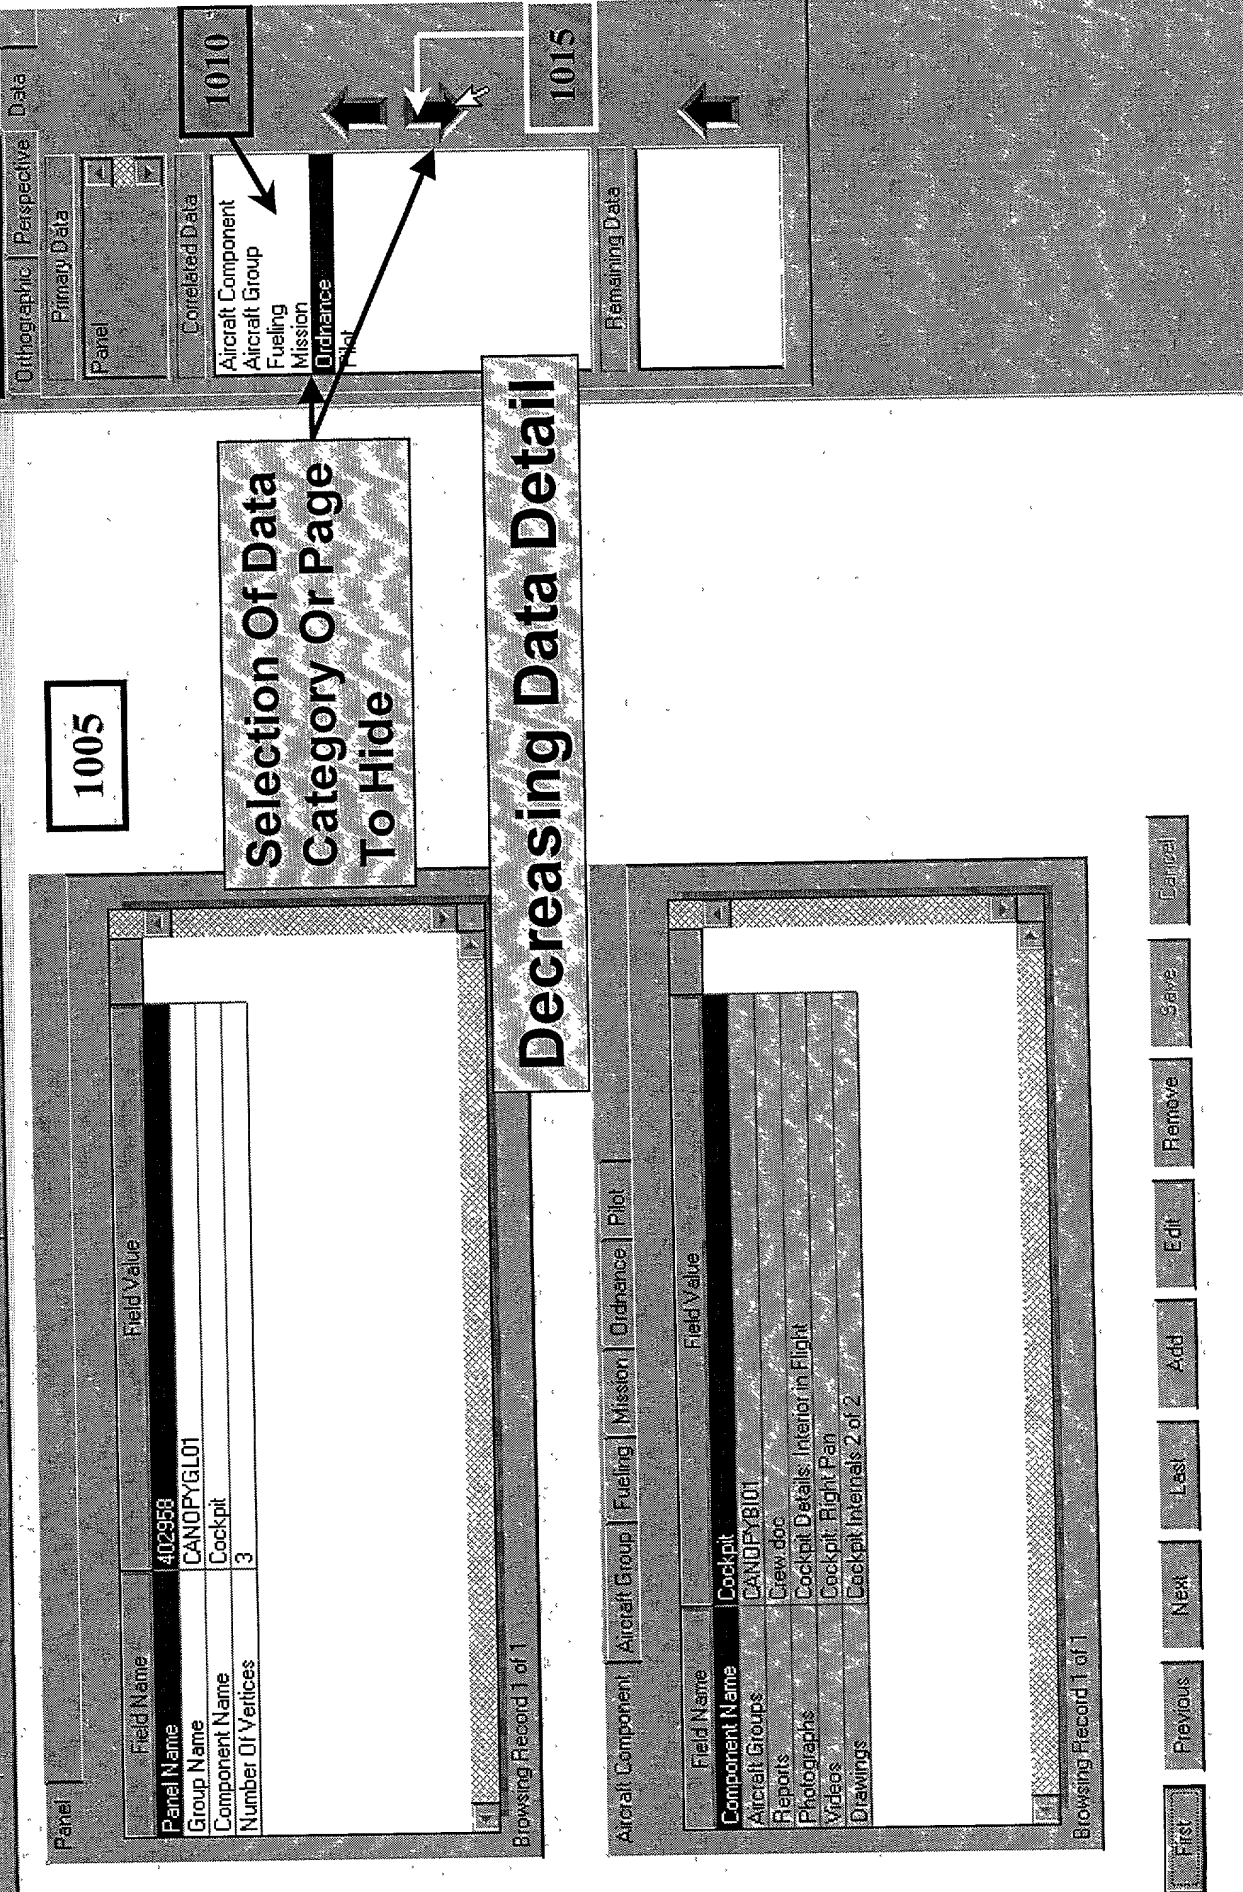 Orthographic Perspective Data
Primary Data
Panel
Correlated Data
1010
Aircraft Component
Aircraft Group
Fueling
Mission
Ordnance
Pilot
1015
Remaining Data
1005
Selection Of Data
Category Or Page
To Hide
Decreasing Data Detail
Panel
Field Name Field Value
Panel Name 402958
Group Name CANOPYGL01
Component Name Cockpit
Number Of Vertices 3
Browsing Record 1 of 1
Aircraft Component Aircraft Group Fueling Mission Ordnance Pilot
Field Name Field Value
Component Name Cockpit
Aircraft Groups CANOPYBI01
Reports Crew.doc
Photographs Cockpit Details: Interior in Flight
Videos Cockpit: Right Pan
Drawings Cockpit Internals 2 of 2
Browsing Record 1 of 1
First Previous Next Last Add Edit Remove Save Cancel